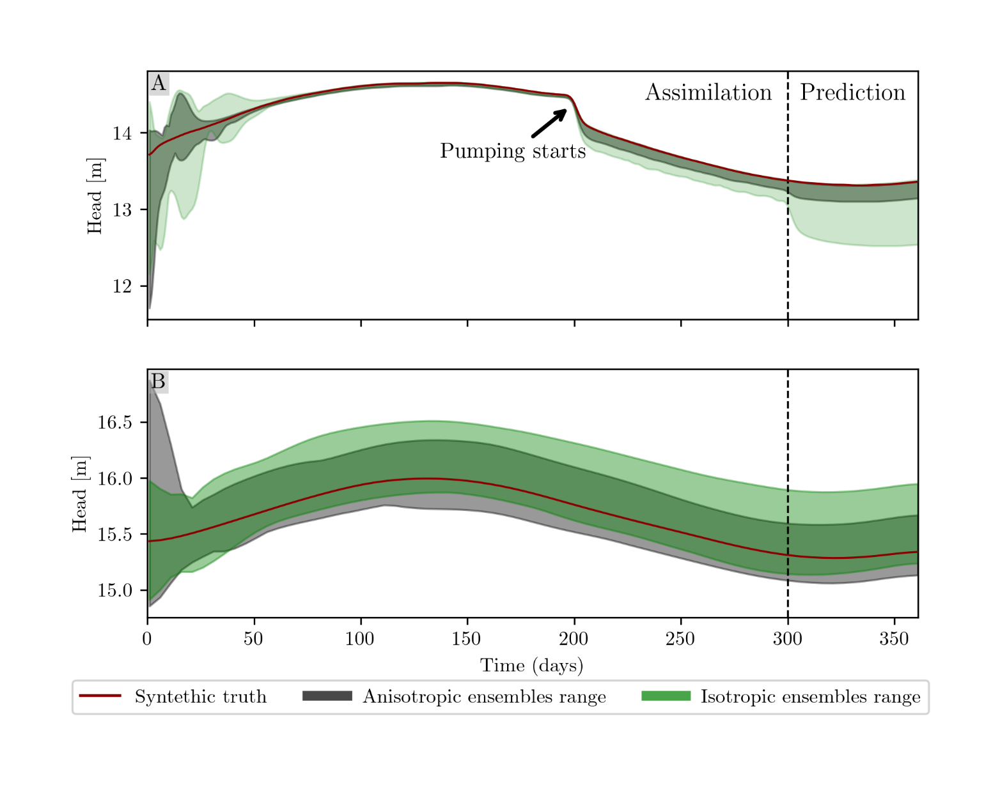 A
Assimilation
Prediction
Pumping starts
14
13
12
Head [m]
B
16.5
16.0
15.5
15.0
Head [m]
0 50 100 150 200 250 300 350
Time (days)
Syntethic truth
Anisotropic ensembles range
Isotropic ensembles range